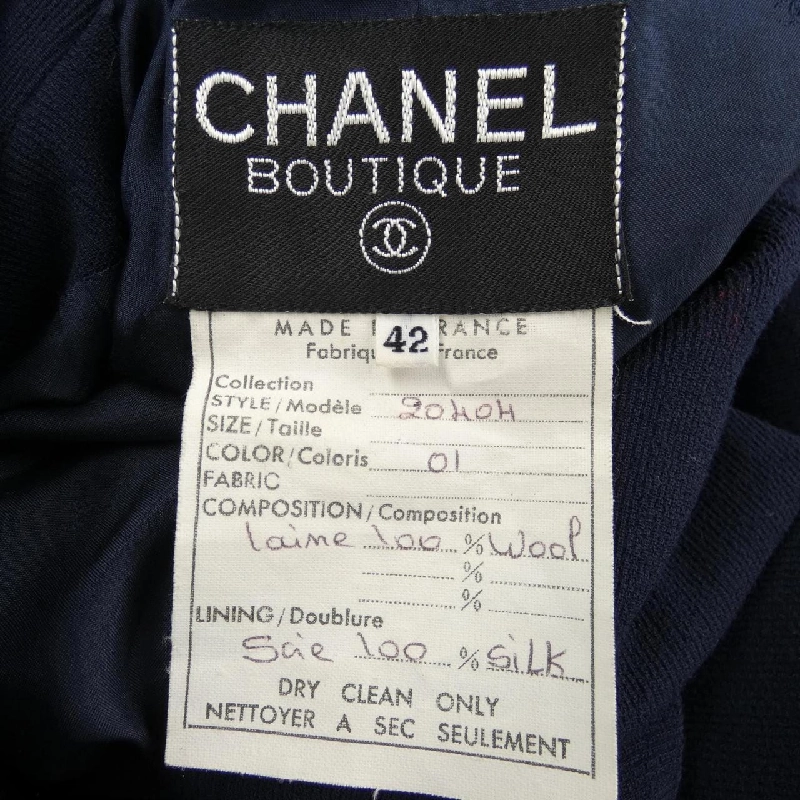 CHANEL
BOUTIQUE
MADE RANCE
42
Fabriq France
Collection
STYLE/Modèle 20404
SIZE/Taille
COLOR/Coloris 01
FABRIC
COMPOSITION/Composition
laine 100 % Wool
%
%
LINING/Doublure
Soie 100 % SiLK
DRY CLEAN ONLY
NETTOYER A SEC SEULEMENT